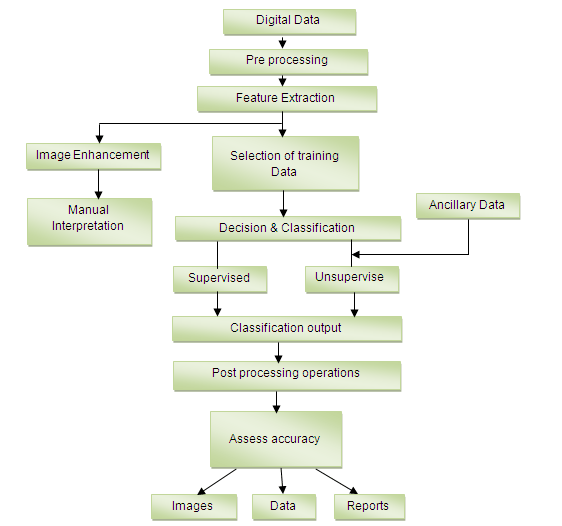 Digital Data
Pre processing
Feature Extraction
Image Enhancement
Selection of training
Data
Manual
Interpretation
Ancillary Data
Decision & Classification
Supervised
Unsupervise
Classification output
Post processing operations
Assess accuracy
Images
Data
Reports